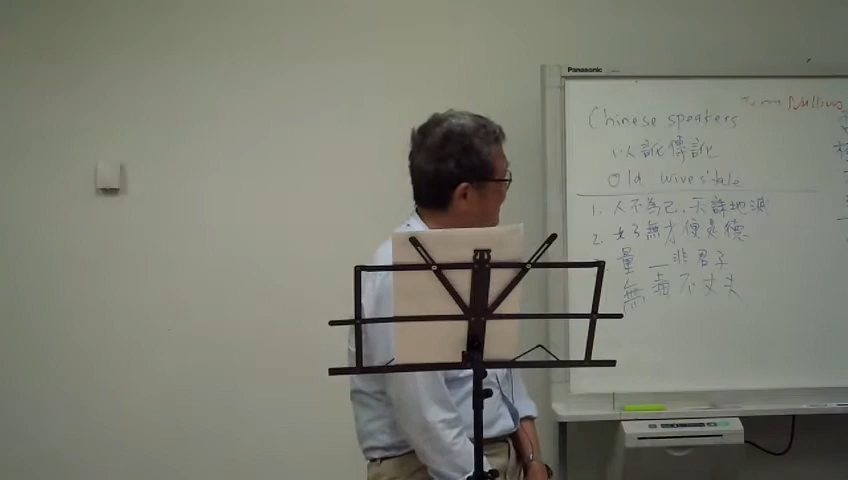 Panasonic
Chinese speakers
以訛傳訛
Old wive's tale
1. 人不為己,天誅地滅
2. 女子無才便是德
量 _ 非君子
無毒不丈夫